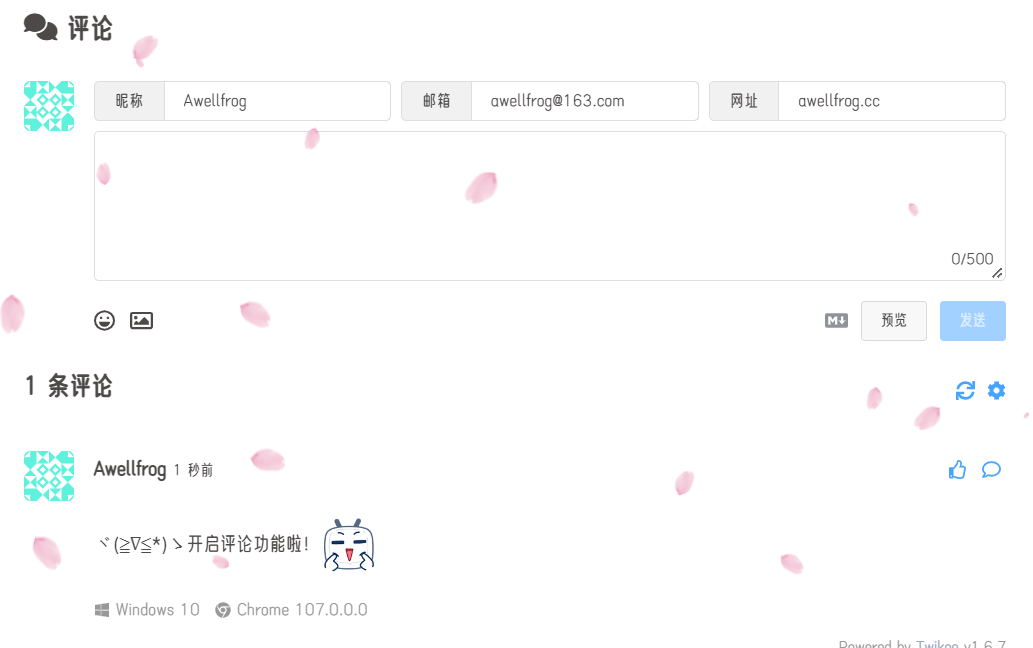 评论
昵称 Awellfrog 邮箱 awellfrog@163.com 网址 awellfrog.cc
0/500
M↓ 预览 发送
1 条评论
Awellfrog 1 秒前
ヾ(≧∇≦*)ゝ开启评论功能啦！
Windows 10 Chrome 107.0.0.0
Powered by Twikoo v1.6.7